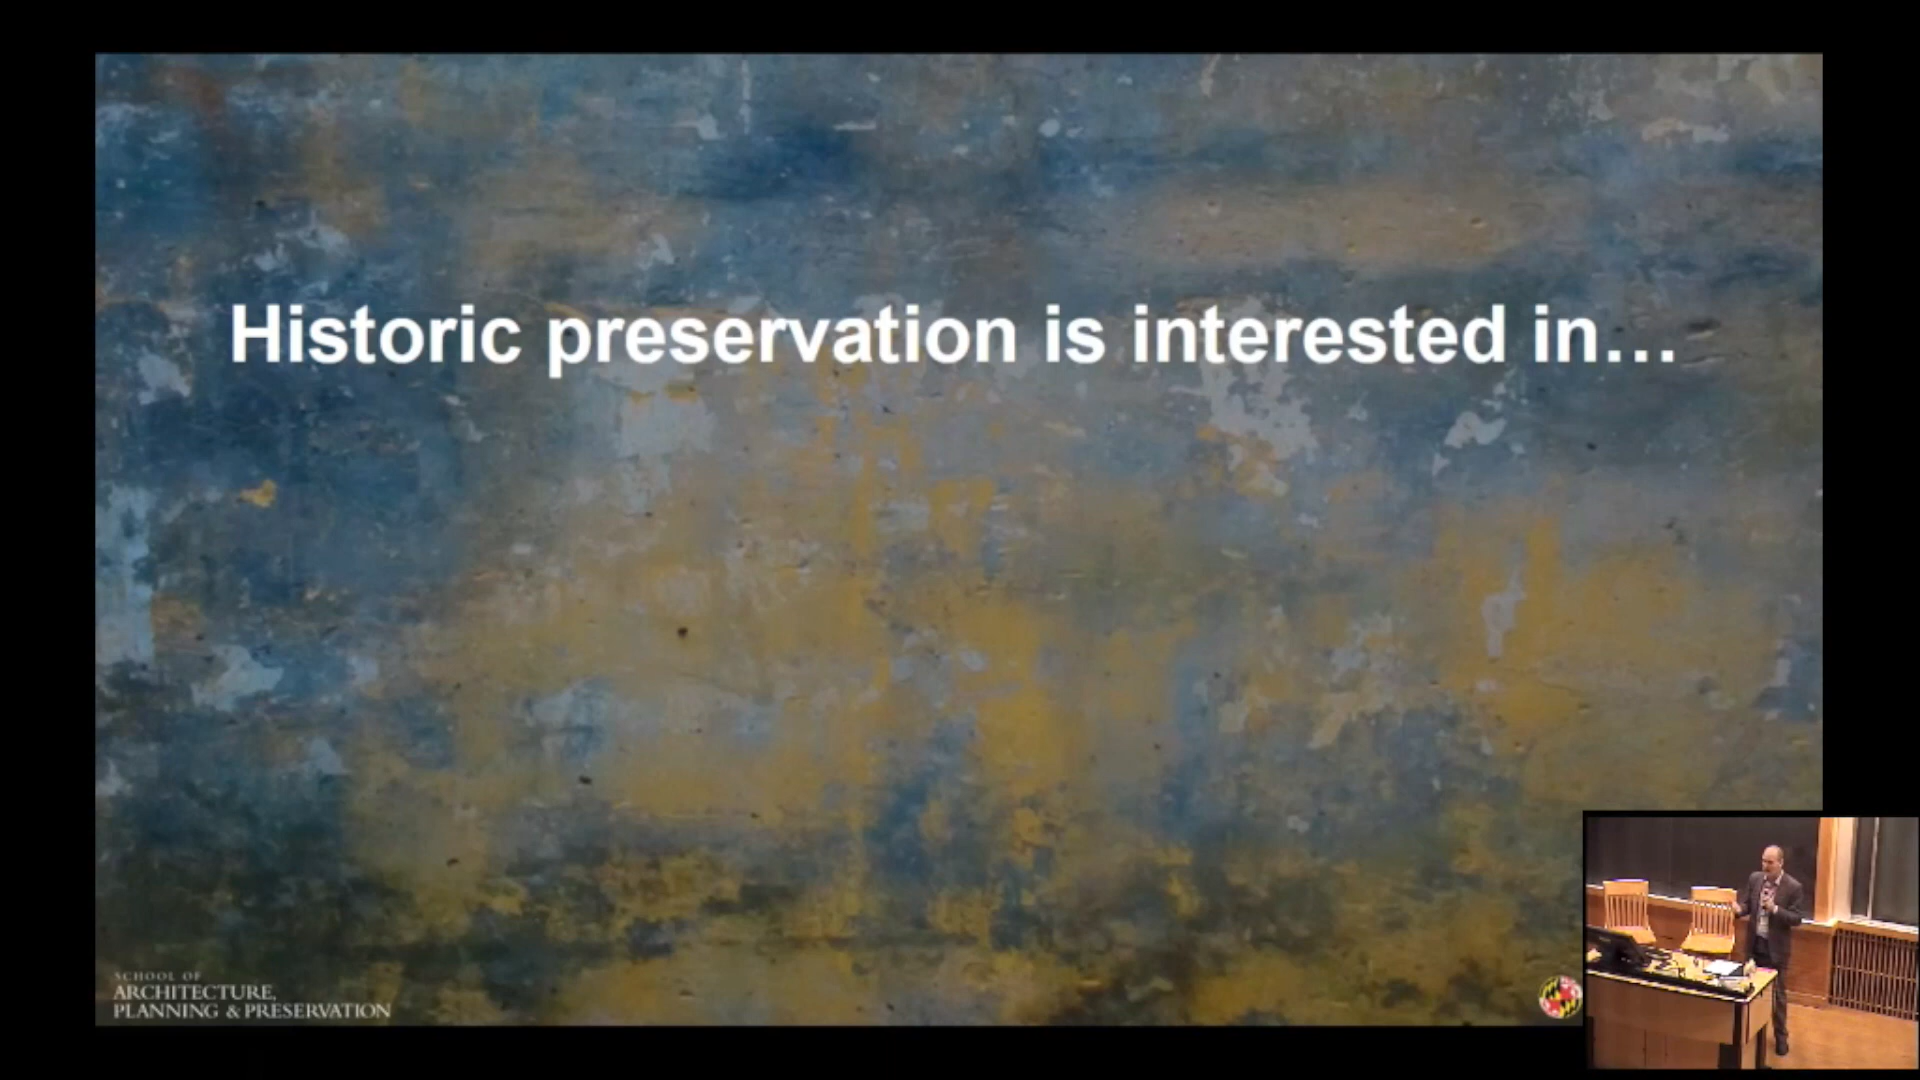 Historic preservation is interested in…
SCHOOL OF
ARCHITECTURE,
PLANNING & PRESERVATION